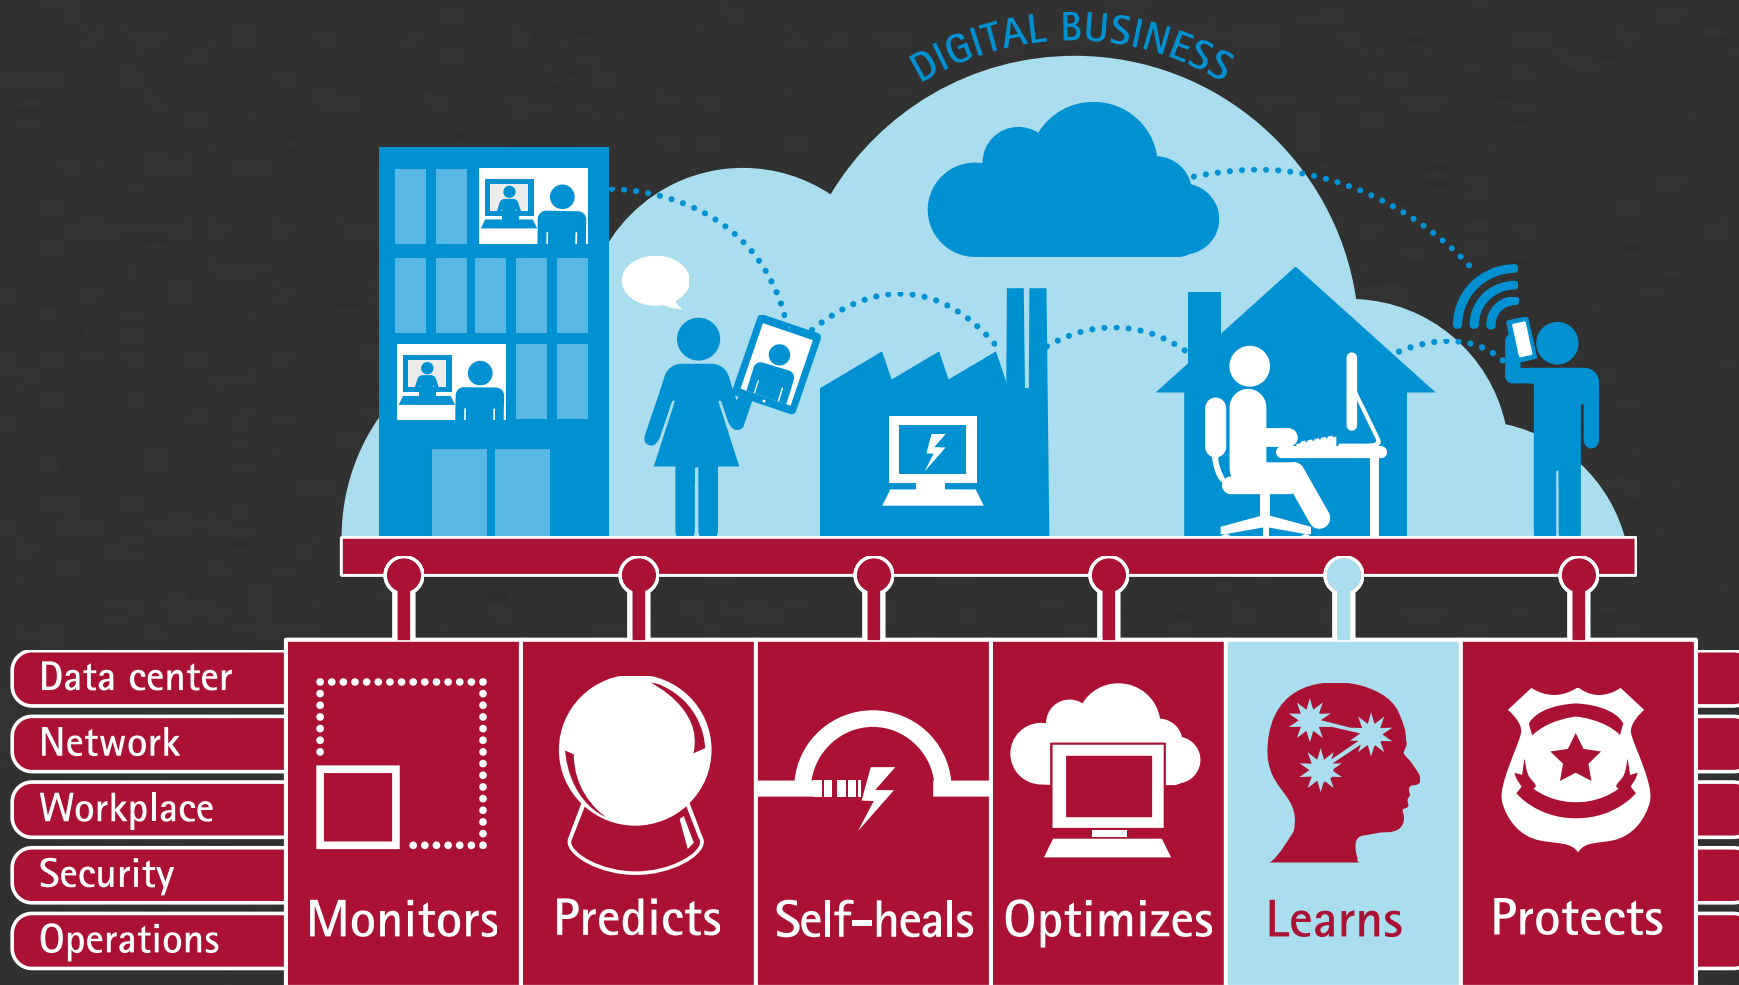 DIGITAL BUSINESS
Data center
Network
Workplace
Security
Operations
Monitors
Predicts
Self-heals
Optimizes
Learns
Protects